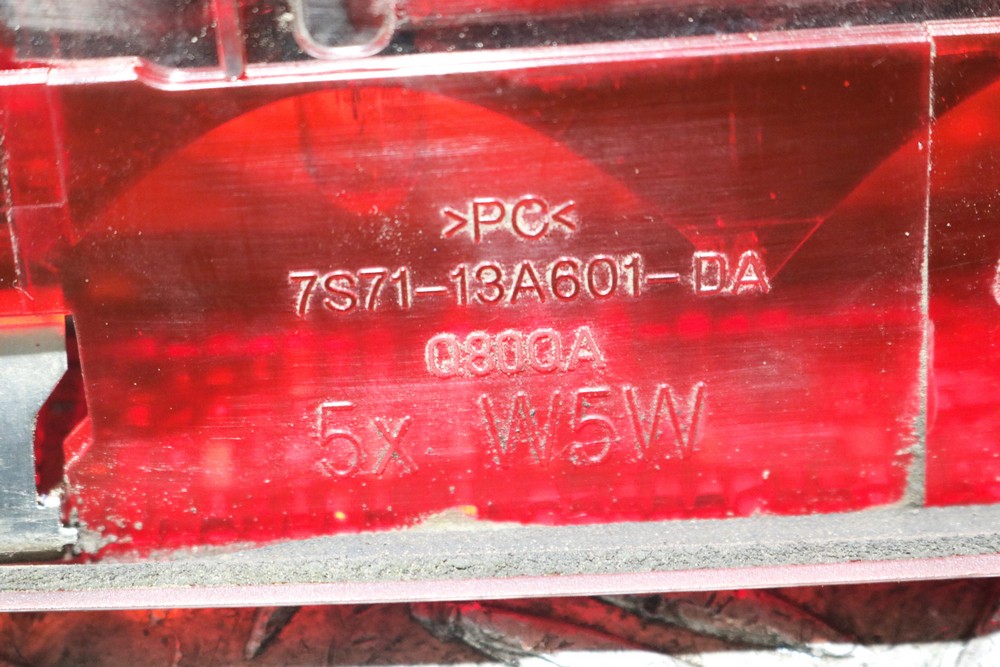 >PC<
7S71-13A601-DA
0800A
5x W5W